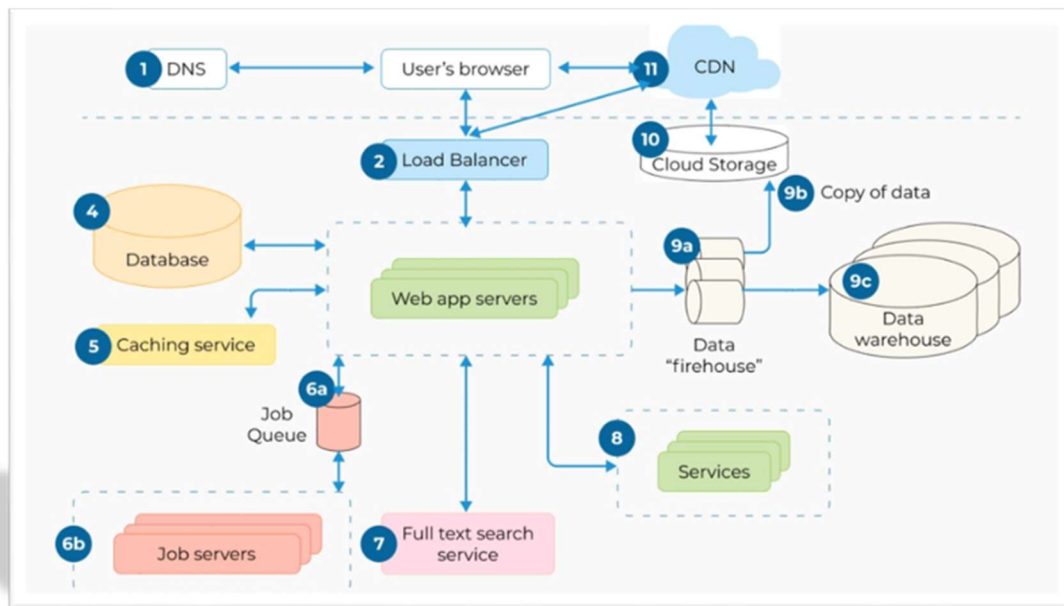 1 DNS
User's browser
11 CDN
2 Load Balancer
10
Cloud Storage
9b Copy of data
4
Database
9a
9c
Web app servers
Data
"firehouse"
Data
warehouse
5 Caching service
6a
Job
Queue
8
Services
6b Job servers
7 Full text search
service